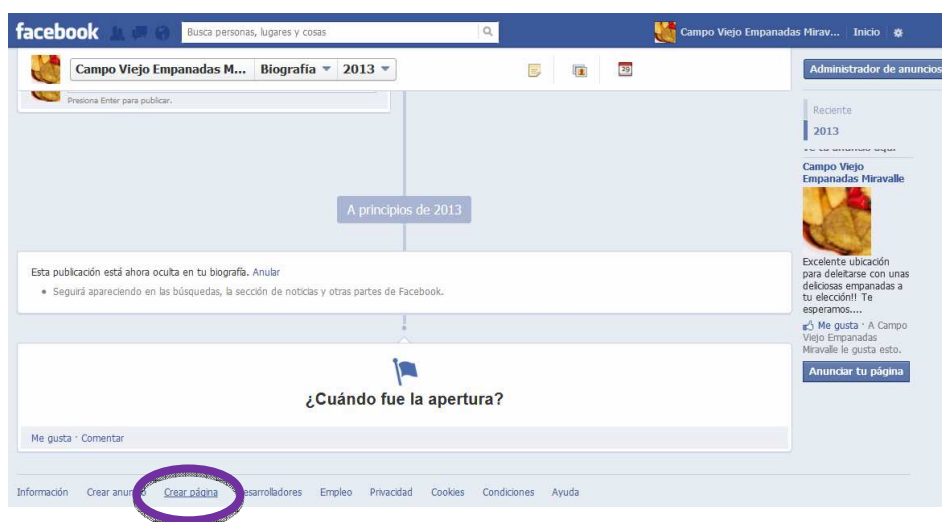 facebook
Busca personas, lugares y cosas
Campo Viejo Empanadas Mirav... Inicio
Campo Viejo Empanadas M... Biografía 2013
29
Administrador de anuncios
Presiona Enter para publicar.
Reciente
2013
Ve tu anuncio aquí
Campo Viejo
Empanadas Miravalle
A principios de 2013
Excelente ubicación
para deleitarse con unas
deliciosas empanadas a
tu elección!! Te
esperamos....
Me gusta · A Campo
Viejo Empanadas
Miravalle le gusta esto.
Anunciar tu página
Esta publicación está ahora oculta en tu biografía. Anular
• Seguirá apareciendo en las búsquedas, la sección de noticias y otras partes de Facebook.
¿Cuándo fue la apertura?
Me gusta · Comentar
Información Crear anuncio Crear página Desarrolladores Empleo Privacidad Cookies Condiciones Ayuda